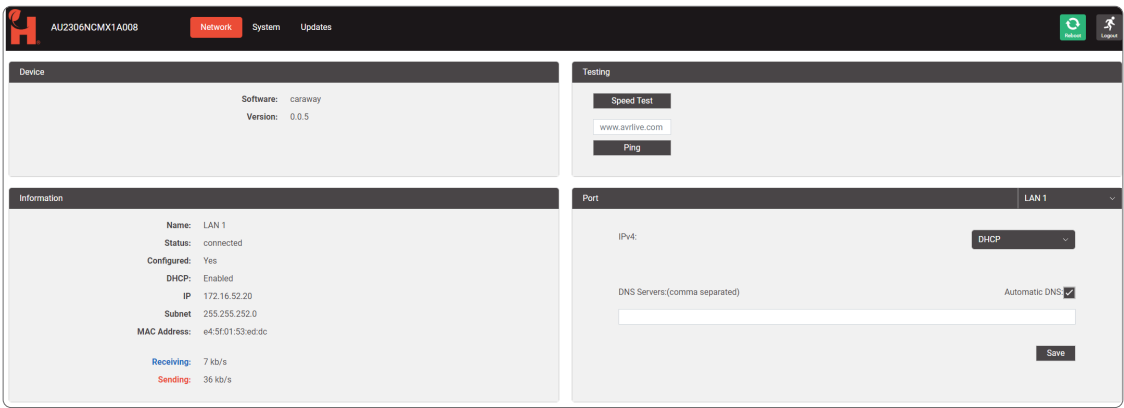 AU2306NCMX1A008 Network System Updates Reboot Logout
Device
Software: caraway
Version: 0.0.5
Testing
Speed Test
www.avrlive.com
Ping
Information
Name: LAN 1
Status: connected
Configured: Yes
DHCP: Enabled
IP 172.16.52.20
Subnet 255.255.252.0
MAC Address: e4:5f:01:53:ed:dc
Receiving: 7 kb/s
Sending: 36 kb/s
Port LAN 1
IPv4: DHCP
DNS Servers:(comma separated) Automatic DNS:
Save